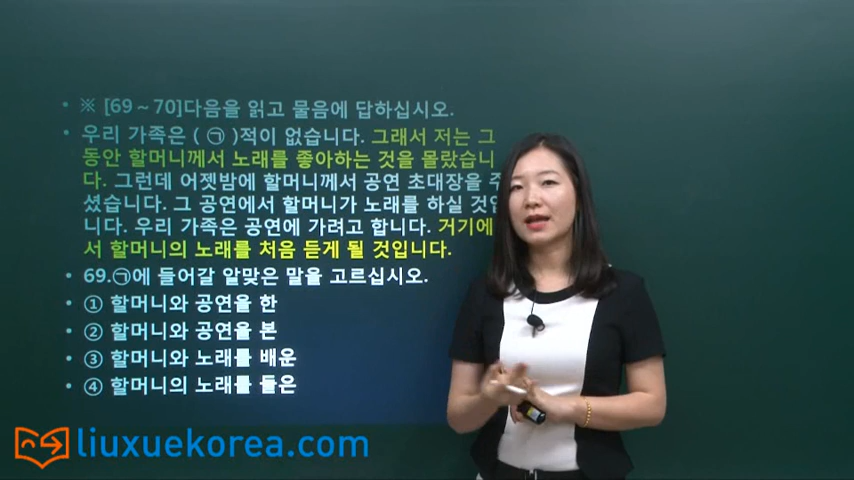 ※ [69~70]다음을 읽고 물음에 답하십시오.
우리 가족은 ( ㉠ )적이 없습니다. 그래서 저는 그
동안 할머니께서 노래를 좋아하는 것을 몰랐습니
다. 그런데 어젯밤에 할머니께서 공연 초대장을 주
셨습니다. 그 공연에서 할머니가 노래를 하실 것입
니다. 우리 가족은 공연에 가려고 합니다. 거기에
서 할머니의 노래를 처음 듣게 될 것입니다.
69.㉠에 들어갈 알맞은 말을 고르십시오.
① 할머니와 공연을 한
② 할머니와 공연을 본
③ 할머니와 노래를 배운
④ 할머니의 노래를 들은
liuxuekorea.com